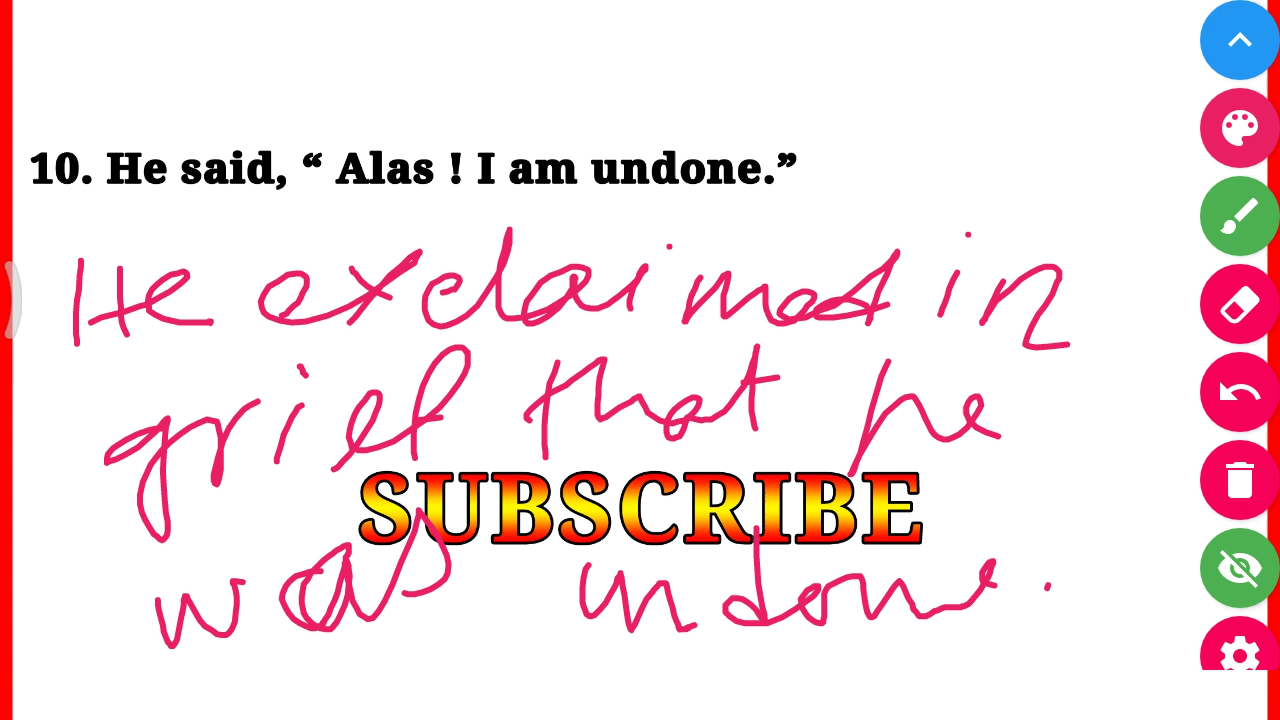 10. He said, “ Alas ! I am undone.”
He exclaimed in
grief that he
SUBSCRIBE
was undone.